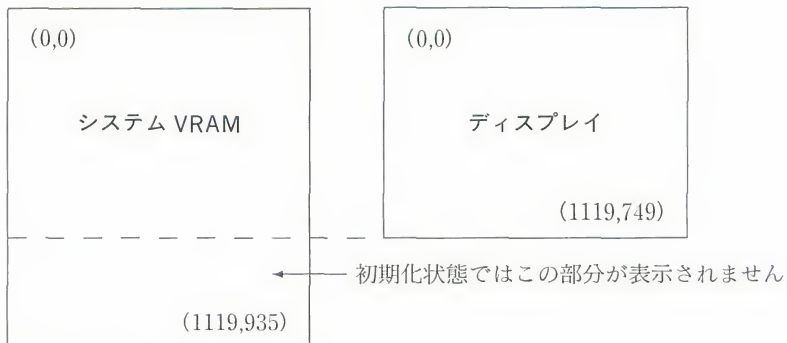 (0,0)
システム VRAM
(1119,935)
(0,0)
ディスプレイ
(1119,749)
初期化状態ではこの部分が表示されません